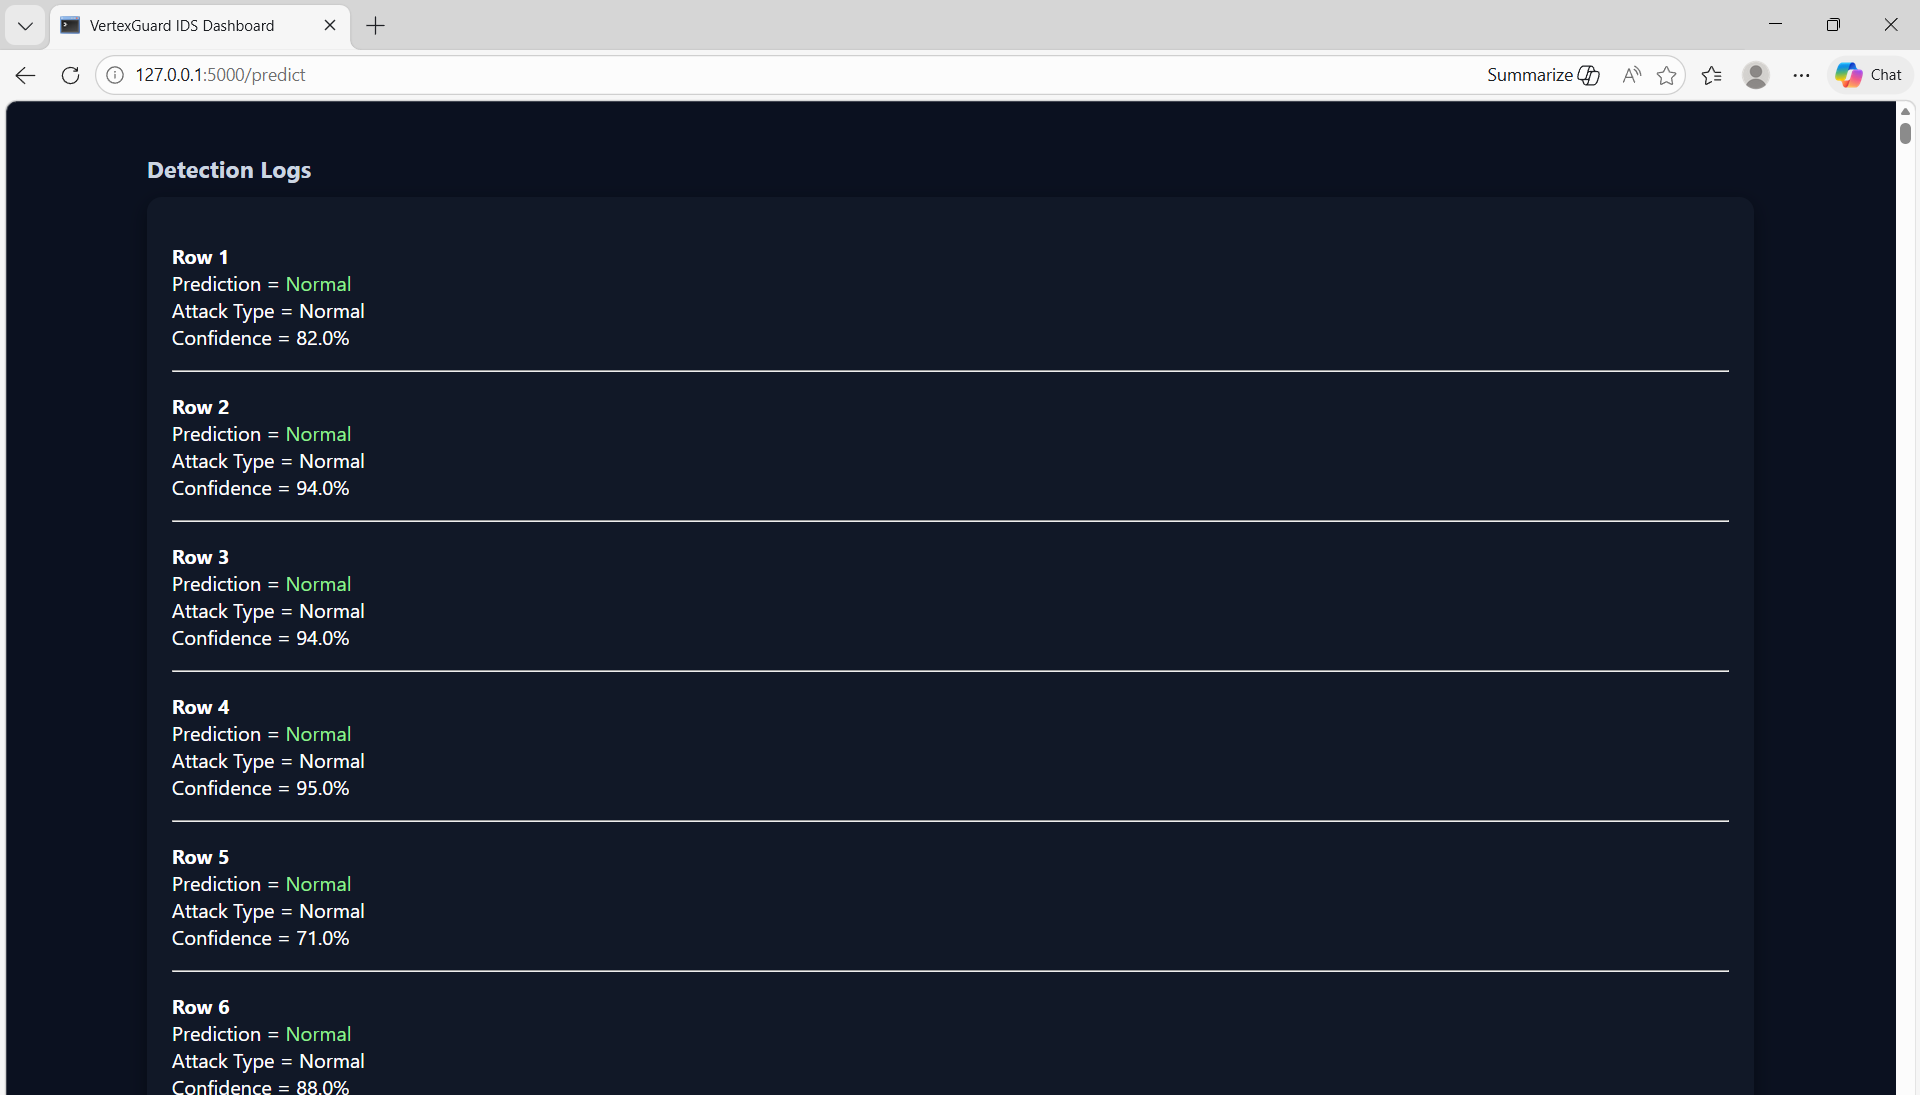 VertexGuard IDS Dashboard
127.0.0.1:5000/predict
Summarize
Chat
Detection Logs
Row 1
Prediction = Normal
Attack Type = Normal
Confidence = 82.0%
Row 2
Prediction = Normal
Attack Type = Normal
Confidence = 94.0%
Row 3
Prediction = Normal
Attack Type = Normal
Confidence = 94.0%
Row 4
Prediction = Normal
Attack Type = Normal
Confidence = 95.0%
Row 5
Prediction = Normal
Attack Type = Normal
Confidence = 71.0%
Row 6
Prediction = Normal
Attack Type = Normal
Confidence = 88.0%